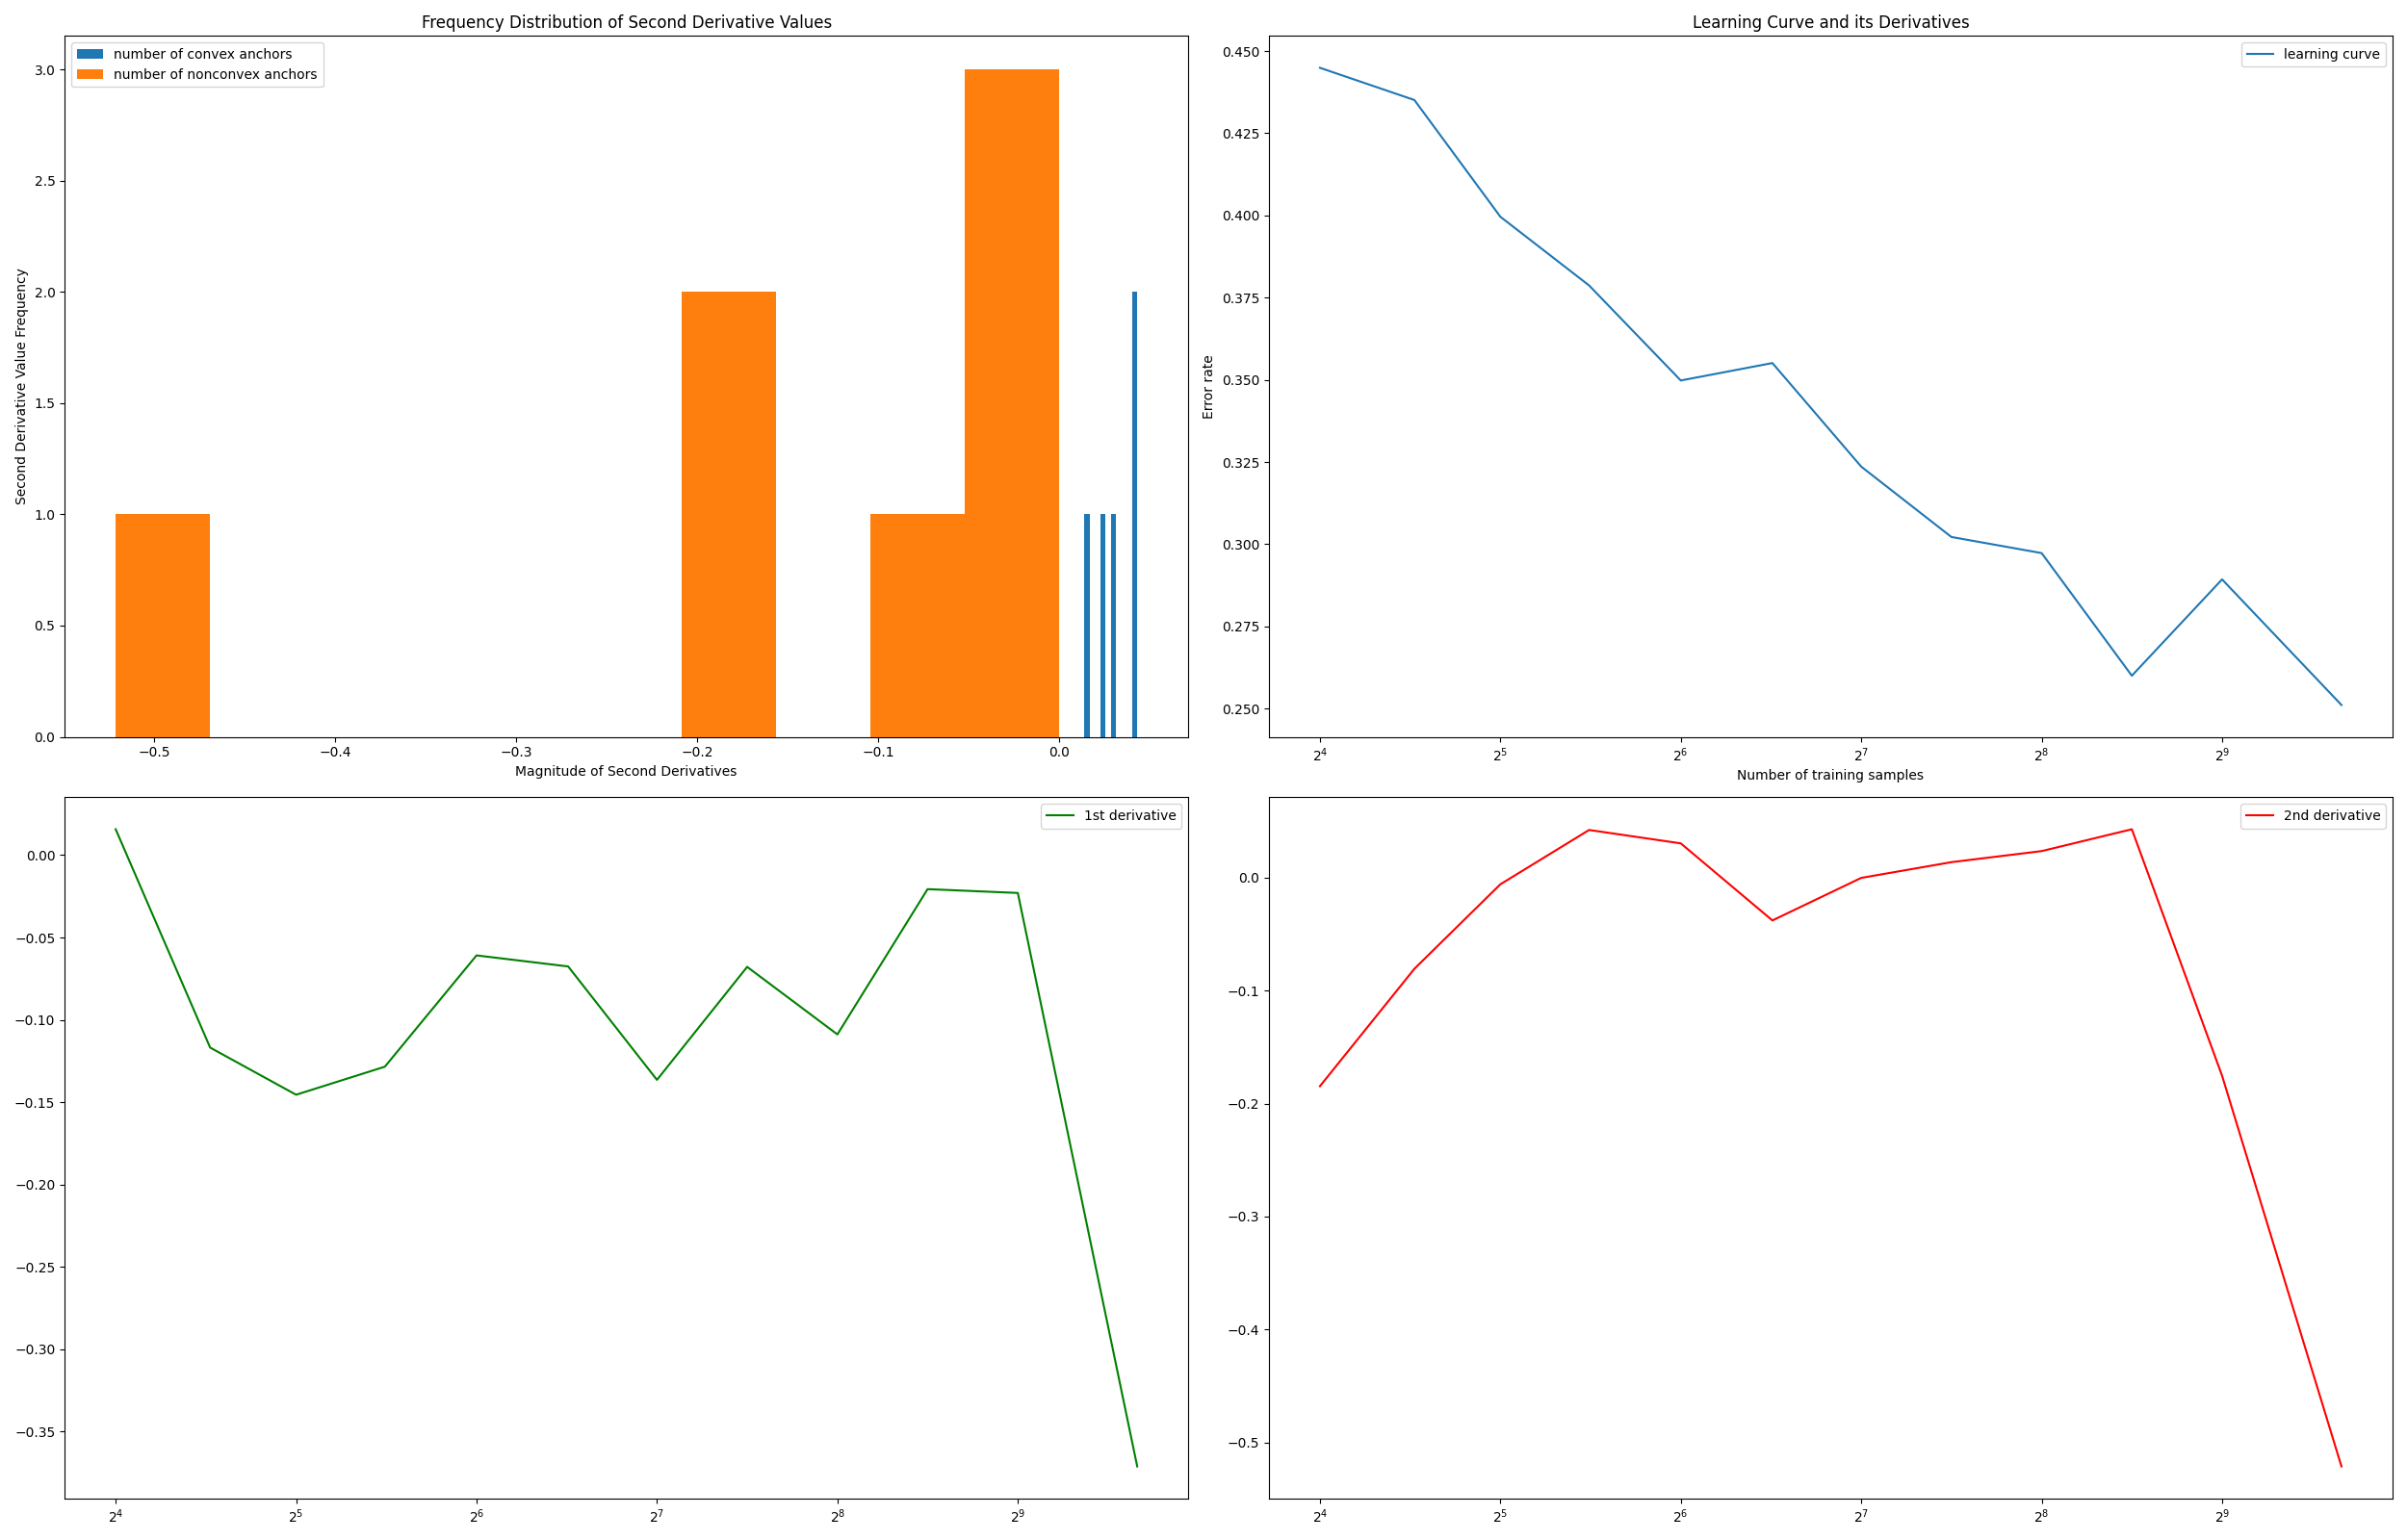 Frequency Distribution of Second Derivative Values
number of convex anchors
number of nonconvex anchors
Second Derivative Value Frequency
3.0
2.5
2.0
1.5
1.0
0.5
0.0
−0.5 −0.4 −0.3 −0.2 −0.1 0.0
Magnitude of Second Derivatives
Learning Curve and its Derivatives
learning curve
Error rate
0.450
0.425
0.400
0.375
0.350
0.325
0.300
0.275
0.250
2⁴ 2⁵ 2⁶ 2⁷ 2⁸ 2⁹
Number of training samples
1st derivative
0.00
−0.05
−0.10
−0.15
−0.20
−0.25
−0.30
−0.35
2⁴ 2⁵ 2⁶ 2⁷ 2⁸ 2⁹
2nd derivative
0.0
−0.1
−0.2
−0.3
−0.4
−0.5
2⁴ 2⁵ 2⁶ 2⁷ 2⁸ 2⁹